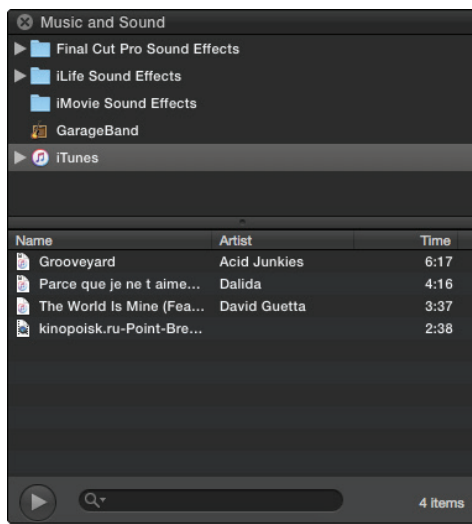 Music and Sound
Final Cut Pro Sound Effects
iLife Sound Effects
iMovie Sound Effects
GarageBand
iTunes
Name Artist Time
Grooveyard Acid Junkies 6:17
Parce que je ne t aime... Dalida 4:16
The World Is Mine (Fea... David Guetta 3:37
kinopoisk.ru-Point-Bre... 2:38
4 items